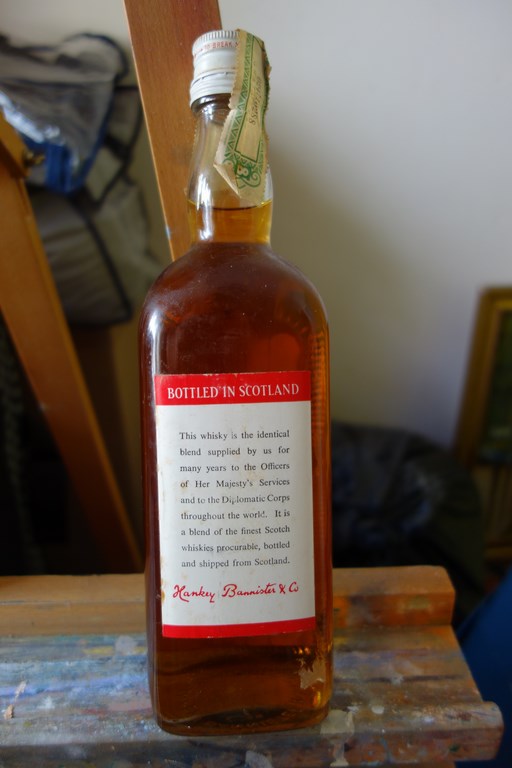 BOTTLED IN SCOTLAND
This whisky is the identical
blend supplied by us for
many years to the Officers
of Her Majesty's Services
and to the Diplomatic Corps
throughout the world. It is
a blend of the finest Scotch
whiskies procurable, bottled
and shipped from Scotland.
Hankey Bannister & Co